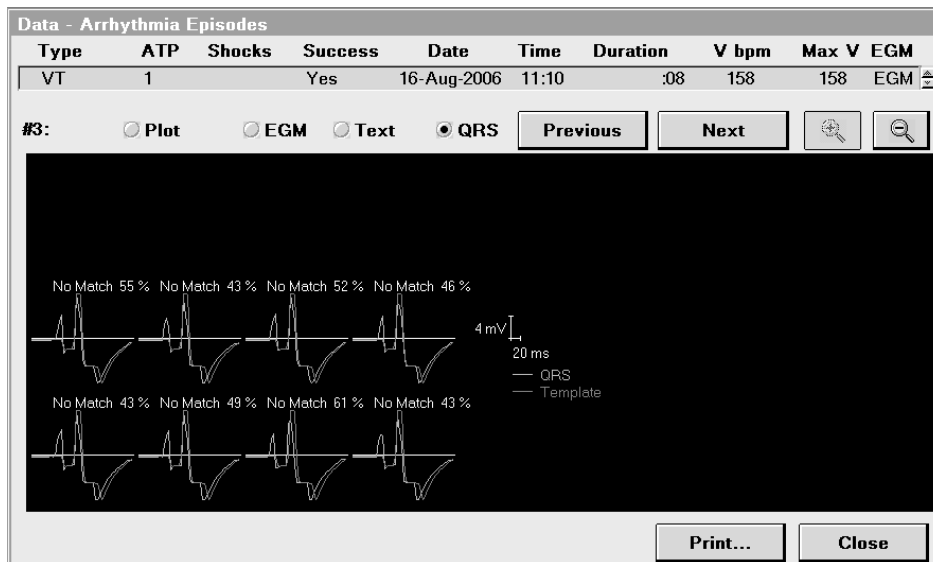 Data - Arrhythmia Episodes
Type ATP Shocks Success Date Time Duration V bpm Max V EGM
VT 1 Yes 16-Aug-2006 11:10 :08 158 158 EGM
#3: Plot EGM Text QRS Previous Next
No Match 55 % No Match 43 % No Match 52 % No Match 46 %
4 mV
20 ms
QRS
Template
No Match 43 % No Match 49 % No Match 61 % No Match 43 %
Print... Close